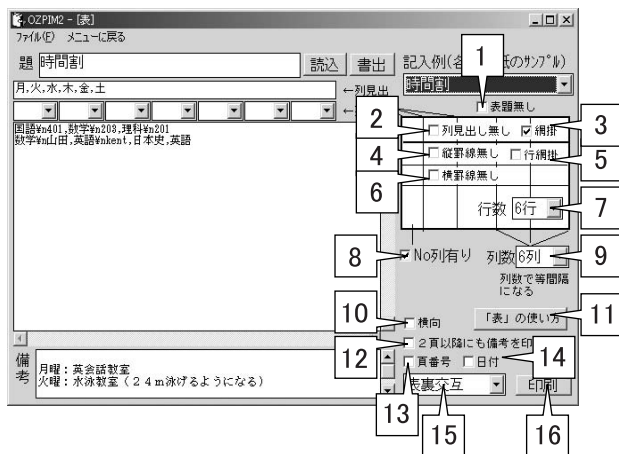 OZPIM2 - [表]
ファイル(F) メニューに戻る
題 時間割 読込 書出 記入例(
紙のサンプル)
月,火,水,木,金,土 ←列見出
時間割
表題無し
国語¥n401,数学¥n203,理科¥n201
数学¥n山田,英語¥nkent,日本史,英語
列見出し無し 網掛
縦罫線無し 行網掛
横罫線無し
行数 6行
No列有り 列数 6列
列数で等間隔
になる
「表」の使い方
横向
2頁以降にも備考を印
頁番号 日付
表裏交互 印刷
備考
月曜:英会話教室
火曜:水泳教室(24m泳げるようになる)
1
2
3
4
5
6
7
8
9
10
11
12
13
14
15
16